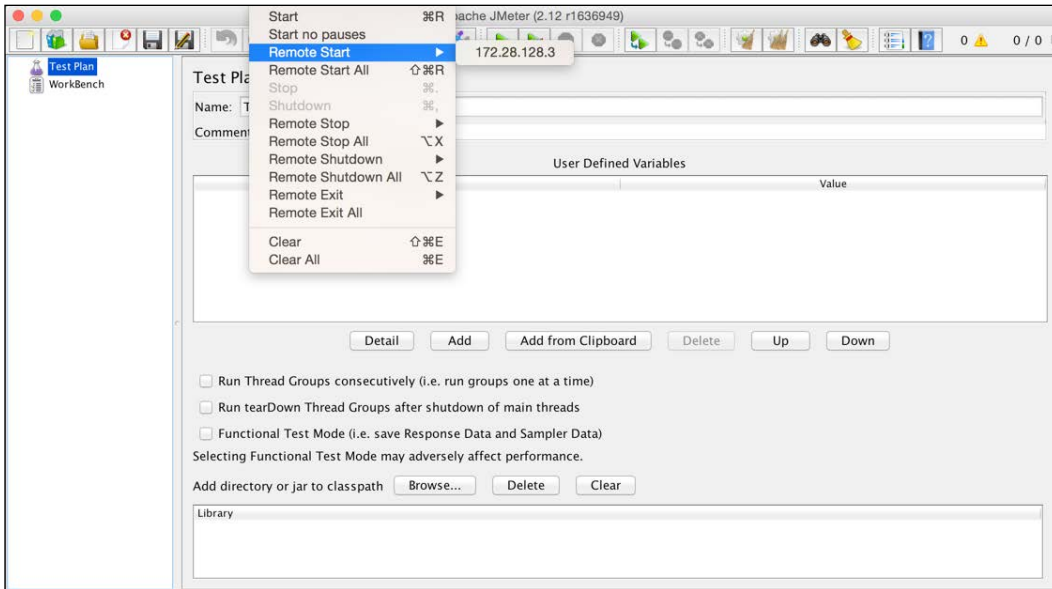 Start ⌘R
ache JMeter (2.12 r1636949)
Start no pauses
Remote Start ▶
172.28.128.3
0
0 / 0
Remote Start All ⇧⌘R
Stop ⌘.
Shutdown ⌘,
Remote Stop ▶
Remote Stop All ⌥X
Remote Shutdown ▶
Remote Shutdown All ⌥Z
Remote Exit ▶
Remote Exit All
Clear ⇧⌘E
Clear All ⌘E
Test Plan
WorkBench
Test Pla
Name: T
Comment
User Defined Variables
Value
Detail Add Add from Clipboard Delete Up Down
Run Thread Groups consecutively (i.e. run groups one at a time)
Run tearDown Thread Groups after shutdown of main threads
Functional Test Mode (i.e. save Response Data and Sampler Data)
Selecting Functional Test Mode may adversely affect performance.
Add directory or jar to classpath Browse... Delete Clear
Library